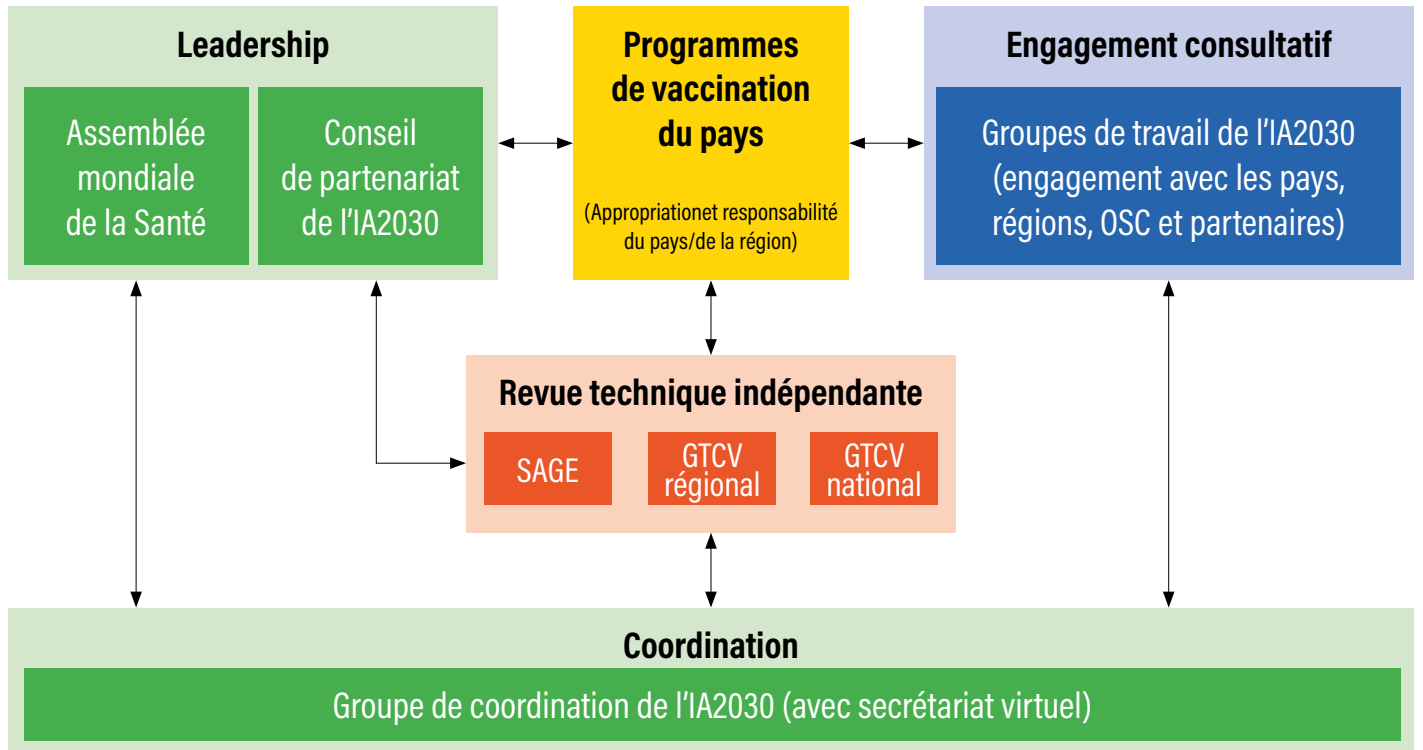 Leadership
Assemblée
mondiale
de la Santé
Conseil
de partenariat
de l'IA2030
Programmes
de vaccination
du pays
(Appropriationet responsabilité
du pays/de la région)
Engagement consultatif
Groupes de travail de l'IA2030
(engagement avec les pays,
régions, OSC et partenaires)
Revue technique indépendante
SAGE
GTCV
régional
GTCV
national
Coordination
Groupe de coordination de l'IA2030 (avec secrétariat virtuel)